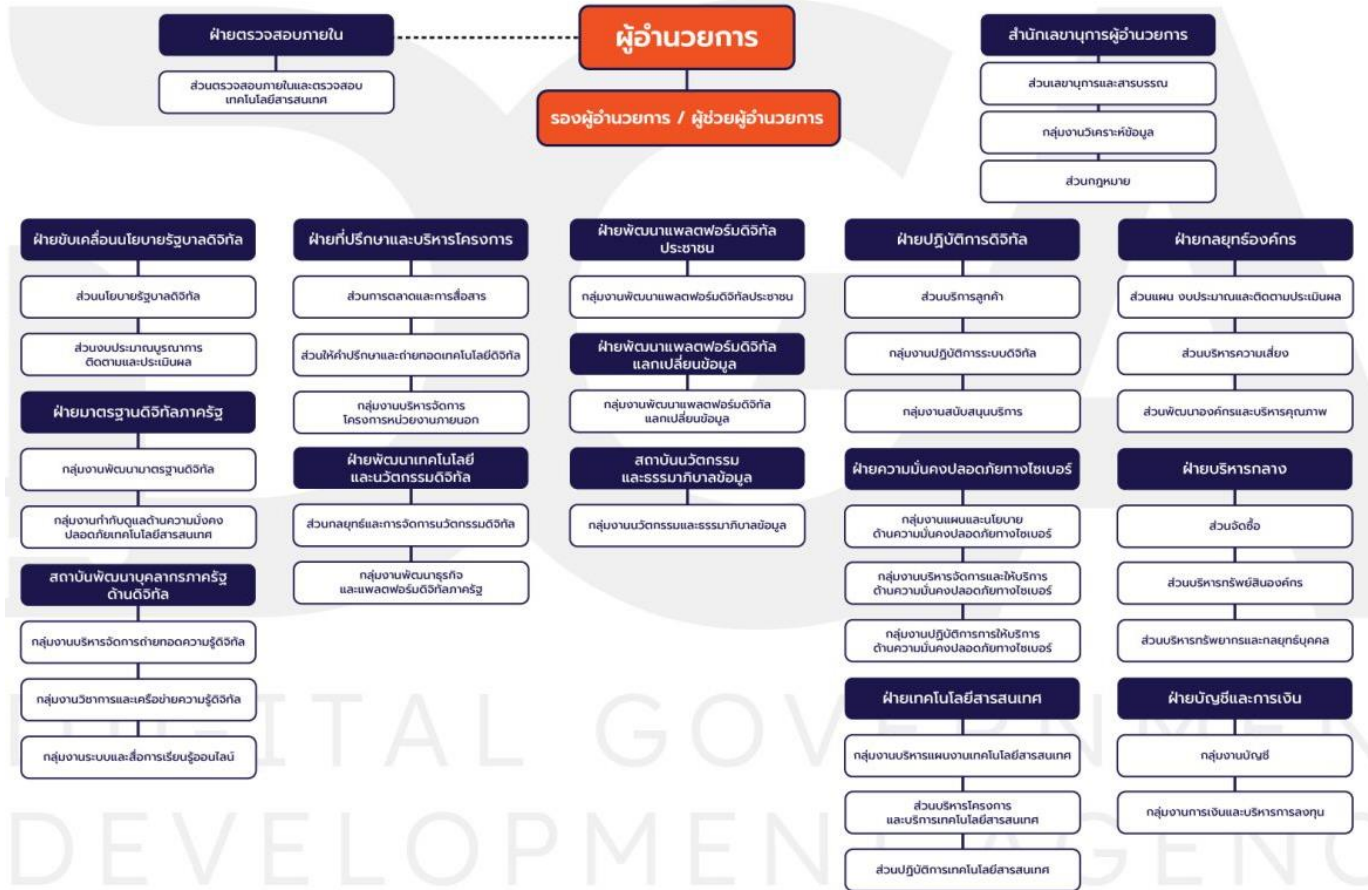 ฝ่ายตรวจสอบภายใน
ส่วนตรวจสอบภายในและตรวจสอบ
เทคโนโลยีสารสนเทศ
ผู้อำนวยการ
รองผู้อำนวยการ / ผู้ช่วยผู้อำนวยการ
สำนักเลขานุการผู้อำนวยการ
ส่วนเลขานุการและสารบรรณ
กลุ่มงานวิเคราะห์ข้อมูล
ส่วนกฎหมาย
ฝ่ายขับเคลื่อนนโยบายรัฐบาลดิจิทัล
ส่วนนโยบายรัฐบาลดิจิทัล
ส่วนงบประมาณบูรณาการ
ติดตามและประเมินผล
ฝ่ายมาตรฐานดิจิทัลภาครัฐ
กลุ่มงานพัฒนามาตรฐานดิจิทัล
กลุ่มงานกำกับดูแลด้านความมั่งคง
ปลอดภัยเทคโนโลยีสารสนเทศ
สถาบันพัฒนาบุคลากรภาครัฐ
ด้านดิจิทัล
กลุ่มงานบริหารจัดการถ่ายทอดความรู้ดิจิทัล
กลุ่มงานวิชาการและเครือข่ายความรู้ดิจิทัล
กลุ่มงานระบบและสื่อการเรียนรู้ออนไลน์
ฝ่ายที่ปรึกษาและบริหารโครงการ
ส่วนการตลาดและการสื่อสาร
ส่วนให้คำปรึกษาและถ่ายทอดเทคโนโลยีดิจิทัล
กลุ่มงานบริหารจัดการ
โครงการหน่วยงานภายนอก
ฝ่ายพัฒนาเทคโนโลยี
และนวัตกรรมดิจิทัล
ส่วนกลยุทธ์และการจัดการนวัตกรรมดิจิทัล
กลุ่มงานพัฒนาธุรกิจ
และแพลตฟอร์มดิจิทัลภาครัฐ
ฝ่ายพัฒนาแพลตฟอร์มดิจิทัล
ประชาชน
กลุ่มงานพัฒนาแพลตฟอร์มดิจิทัลประชาชน
ฝ่ายพัฒนาแพลตฟอร์มดิจิทัล
แลกเปลี่ยนข้อมูล
กลุ่มงานพัฒนาแพลตฟอร์มดิจิทัล
แลกเปลี่ยนข้อมูล
สถาบันนวัตกรรม
และธรรมาภิบาลข้อมูล
กลุ่มงานนวัตกรรมและธรรมาภิบาลข้อมูล
ฝ่ายปฏิบัติการดิจิทัล
ส่วนบริการลูกค้า
กลุ่มงานปฏิบัติการระบบดิจิทัล
กลุ่มงานสนับสนุนบริการ
ฝ่ายความมั่นคงปลอดภัยทางไซเบอร์
กลุ่มงานแผนและนโยบาย
ด้านความมั่นคงปลอดภัยทางไซเบอร์
กลุ่มงานบริหารจัดการและให้บริการ
ด้านความมั่นคงปลอดภัยทางไซเบอร์
กลุ่มงานปฏิบัติการการให้บริการ
ด้านความมั่นคงปลอดภัยทางไซเบอร์
ฝ่ายเทคโนโลยีสารสนเทศ
กลุ่มงานบริหารแผนงานเทคโนโลยีสารสนเทศ
ส่วนบริหารโครงการ
และบริการเทคโนโลยีสารสนเทศ
ส่วนปฏิบัติการเทคโนโลยีสารสนเทศ
ฝ่ายกลยุทธ์องค์กร
ส่วนแผน งบประมาณและติดตามประเมินผล
ส่วนบริหารความเสี่ยง
ส่วนพัฒนาองค์กรและบริหารคุณภาพ
ฝ่ายบริหารกลาง
ส่วนจัดซื้อ
ส่วนบริหารทรัพย์สินองค์กร
ส่วนบริหารทรัพยากรและกลยุทธ์บุคคล
ฝ่ายบัญชีและการเงิน
กลุ่มงานบัญชี
กลุ่มงานการเงินและบริหารการลงทุน
DIGITAL GOVERNMEN
DEVELOPMENT AGENC